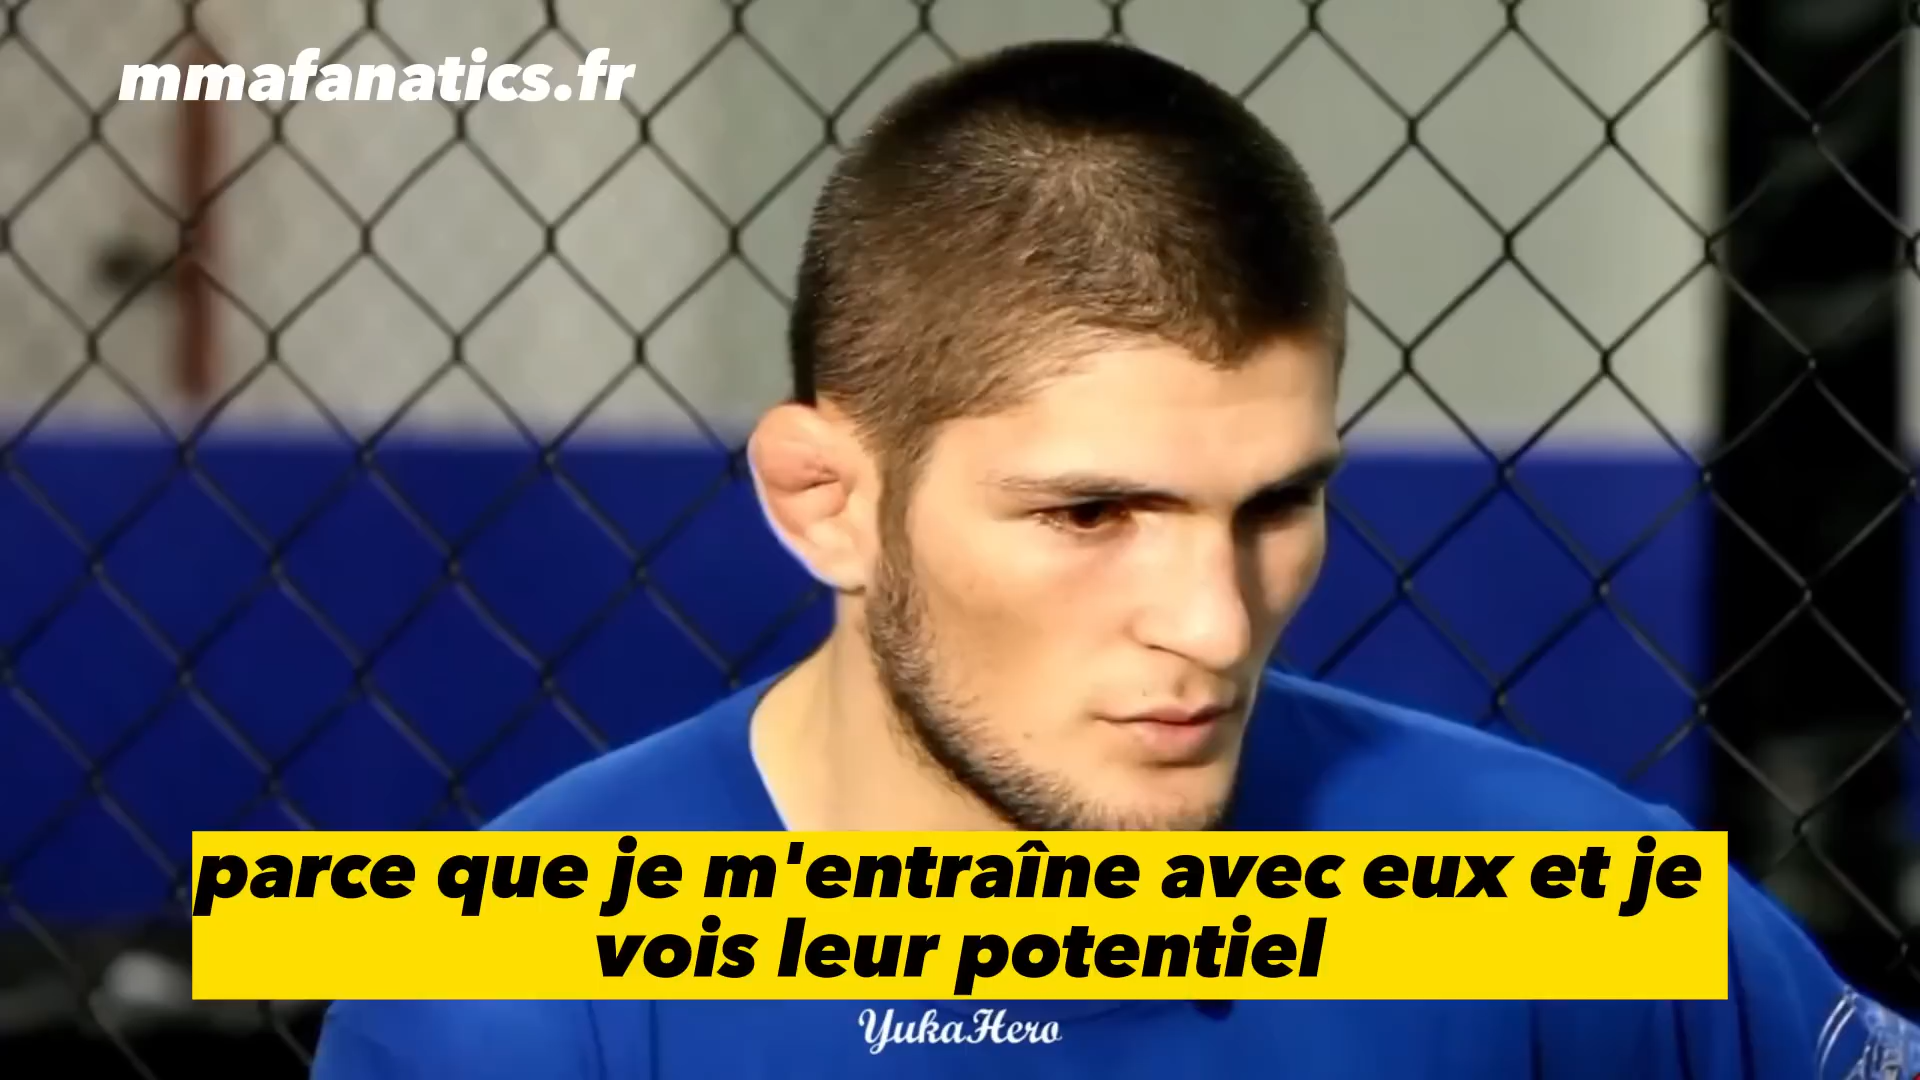 mmafanatics.fr
parce que je m'entraîne avec eux et je
vois leur potentiel
YukaHero